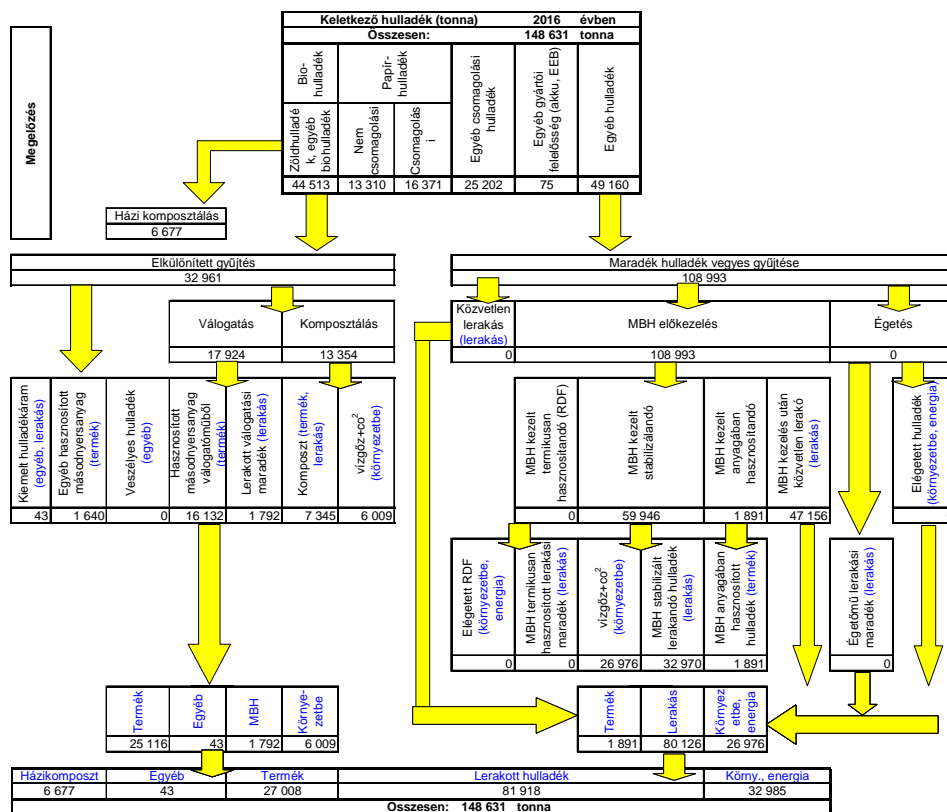 Keletkező hulladék (tonna) 2016 évben
Összesen: 148 631 tonna
Bio-
hulladék
Papír-
hulladék
Egyéb csomagolási
hulladék
Egyéb gyártói
felelősség (akku, EEB)
Egyéb hulladék
Zöldhulladé
k, egyéb
biohulladék
Nem
csomagolási
Csomagolás
i
44 513 13 310 16 371 25 202 75 49 160
Megelőzés
Házi komposztálás
6 677
Elkülönített gyűjtés
32 961
Maradék hulladék vegyes gyűjtése
108 993
Válogatás Komposztálás
17 924 13 354
Közvetlen
lerakás
(lerakás)
MBH előkezelés Égetés
0 108 993 0
Kiemelt hulladékáram
(egyéb, lerakás)
Egyéb hasznosított
másodnyersanyag
(termék)
Veszélyes hulladék
(egyéb)
Hasznosított
másodnyersanyag
válogatóműből
(termék)
Lerakott válogatási
maradék (lerakás)
Komposzt (termék,
lerakás)
vízgő+co2
(környezetbe)
43 1 640 0 16 132 1 792 7 345 6 009
MBH kezelt
termikusan
hasznosítandó (RDF)
MBH kezelt
stabilizálandó
MBH kezelt
anyagában
hasznosítandó
MBH kezelés után
közvetlen lerakó
(lerakás)
Elégetett hulladék
(környezetbe, energia)
0 59 946 1 891 47 156
Elégetett RDF
(környezetbe,
energia)
MBH termikusan
hasznosított lerakási
maradék (lerakás)
vízgőz+co2
(környezetbe)
MBH stabilizált
lerakandó hulladék
(lerakás)
MBH anyagában
hasznosított
hulladék (termék)
Égetőmű lerakási
maradék (lerakás)
0 0 26 976 32 970 1 891 0
Termék
Egyéb
MBH
Környe-
zetbe
25 116 43 1 792 6 009
Termék
Lerakás
Környez
etbe,
energia
1 891 80 126 26 976
Házikomposzt Egyéb Termék Lerakott hulladék Körny., energia
6 677 43 27 008 81 918 32 985
Összesen: 148 631 tonna